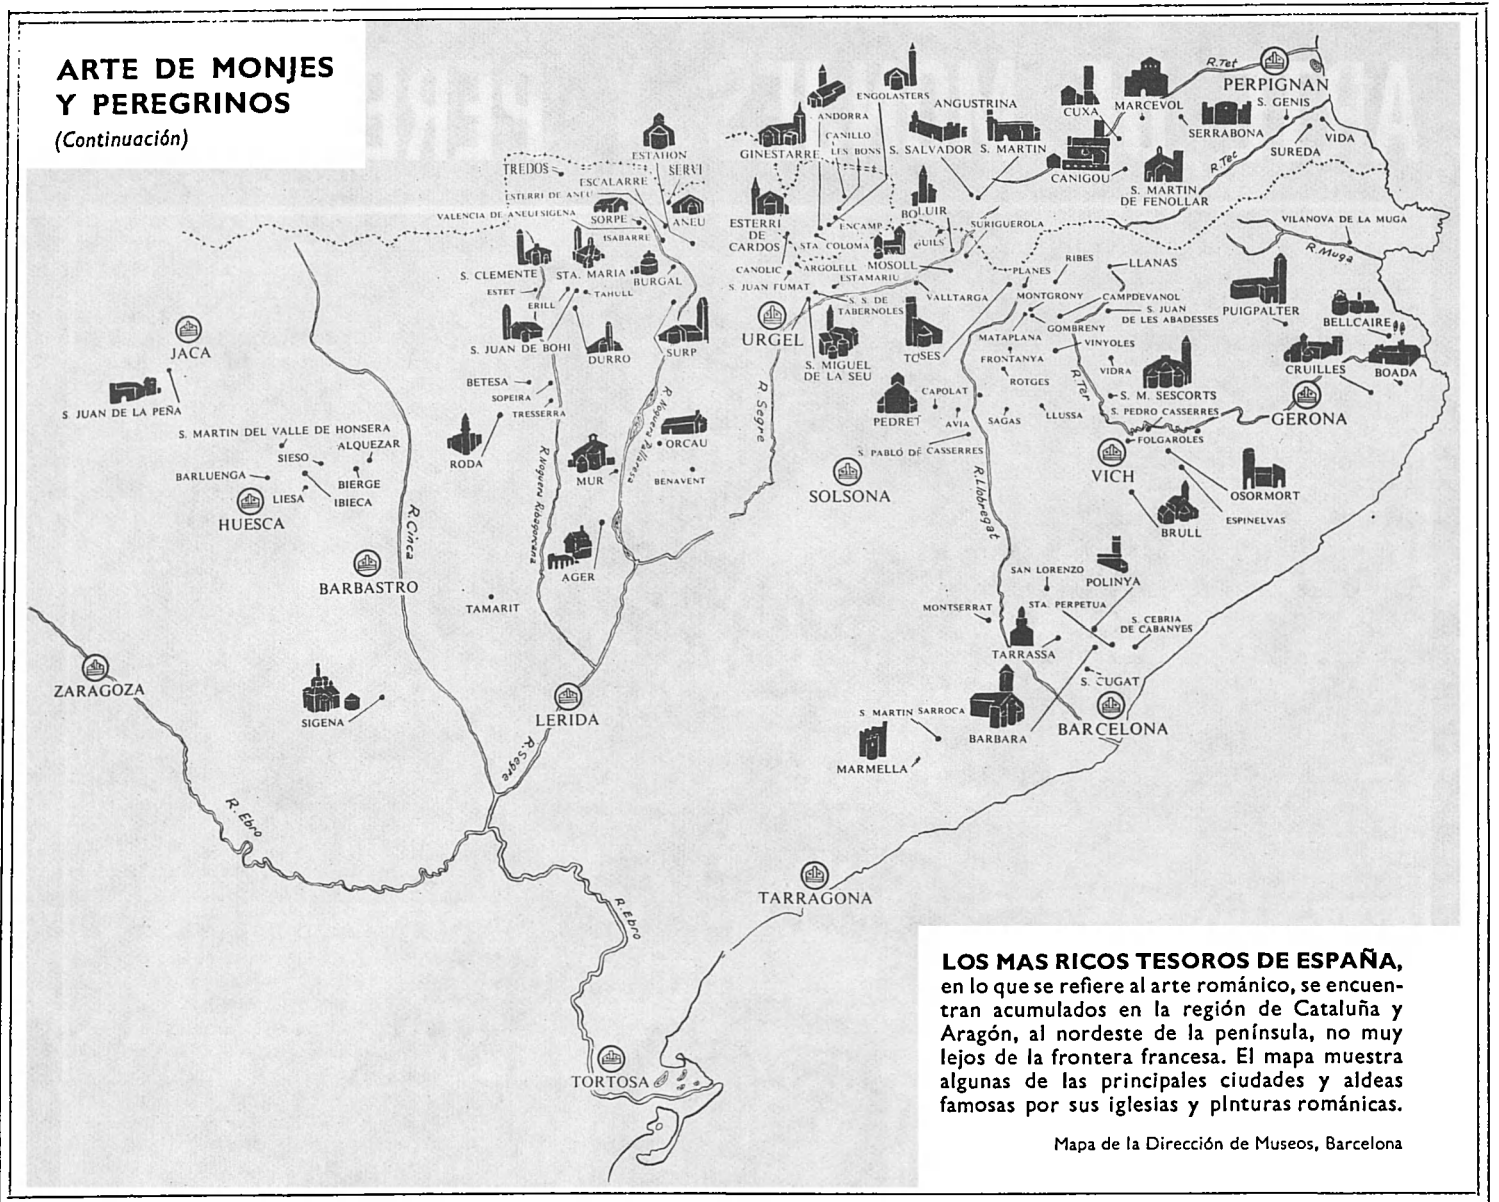 ARTE DE MONJES
Y PEREGRINOS
(Continuación)
R. Tet
PERPIGNAN
ENGOLASTERS
ANGUSTRINA
CUXA
MARCEVOL
S. GENIS
ANDORRA
SERRABONA
VIDA
CANILLO
GINESTARRE
LES BONS
S. SALVADOR
S. MARTIN
SUREDA
ESTAHON
R. Tet
TREDOS
SERVI
CANIGOU
ESCALARRE
S. MARTIN
DE FENOLLAR
ESTERRI DE ANEU
BOLUIR
VALENCIA DE ANEU
SIGENA
SORPE
ANEU
ESTERRI
DE
CARDOS
ENCAMP
SURIGUEROLA
VILANOVA DE LA MUGA
ISABARRE
STA. COLOMA
GUILS
R. Muga
S. CLEMENTE
STA. MARIA
BURGAL
CANOLIC
ARGOLELL
MOSOLL
PLANES
RIBES
LLANAS
ESTAMARIU
ESTET
TAHULL
S. JUAN FUMAT
ERILL
S. S. DE
TABERNOLES
VALLTARGA
MONTGRONY
CAMPDEVANOL
S. JUAN
DE LES ABADESSES
PUIGPALTER
BELLCAIRE
GOMBRENY
JACA
S. JUAN DE BOHI
DURRO
SURP
URGEL
TOSES
MATAPLANA
VINYOLES
FRONTANYA
S. MIGUEL
DE LA SEU
VIDRA
CRUILLES
BOADA
S JUAN DE LA PEÑA
BETESA
SOPEIRA
TRESSERRA
R. Noguera Pallaresa
R. Segre
CAPOLAT
ROTGES
R. Ter
S. M. SESCORTS
PEDRET
AVIA
SAGAS
LLUSSA
S. PEDRO CASSERRES
GERONA
S. MARTIN DEL VALLE DE HONSERA
ALQUEZAR
ORCAU
FOLGAROLES
S. PABLO DE CASSERRES
SIESO
RODA
BARLUENGA
BIERGE
MUR
BENAVENT
VICH
SOLSONA
LIESA
IBIECA
OSORMORT
HUESCA
R. Cinca
R. Noguera Ribagorzana
R. Llobregat
ESPINELVAS
BRULL
AGER
SAN LORENZO
POLINYA
BARBASTRO
TAMARIT
MONTSERRAT
STA. PERPETUA
S. CEBRIA
DE CABANYES
TARRASSA
ZARAGOZA
S. CUGAT
SIGENA
LERIDA
S. MARTIN SARROCA
BARBARA
BARCELONA
R. Segre
MARMELLA
R. Ebro
TARRAGONA
R. Ebro
TORTOSA
LOS MAS RICOS TESOROS DE ESPAÑA,
en lo que se refiere al arte románico, se encuen-
tran acumulados en la región de Cataluña y
Aragón, al nordeste de la península, no muy
lejos de la frontera francesa. El mapa muestra
algunas de las principales ciudades y aldeas
famosas por sus iglesias y pinturas románicas.
Mapa de la Dirección de Museos, Barcelona